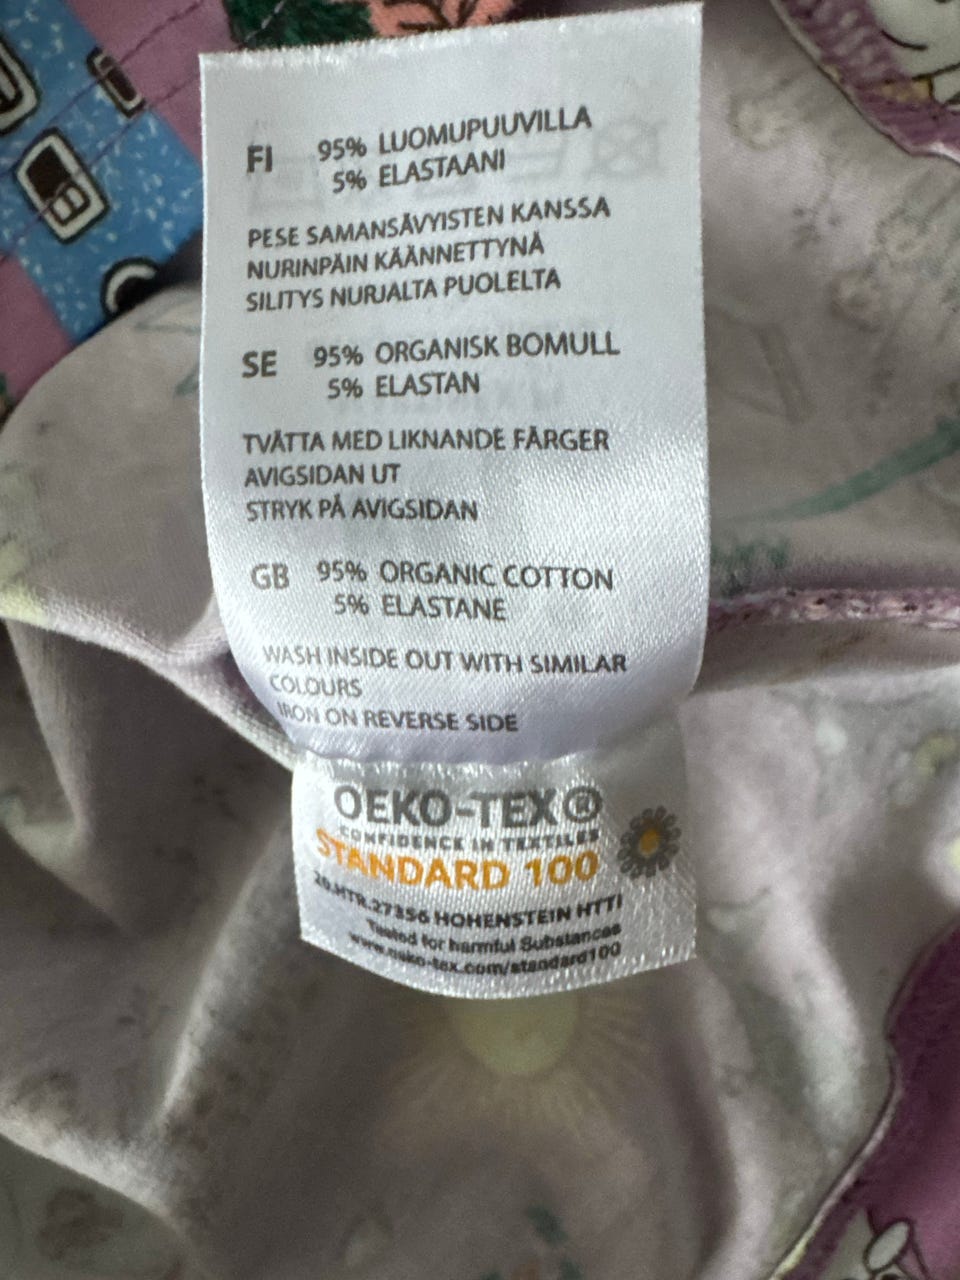 FI 95% LUOMUPUUVILLA
5% ELASTAANI
PESE SAMANSÄVYISTEN KANSSA
NURINPÄIN KÄÄNNETTYNÄ
SILITYS NURJALTA PUOLELTA
SE 95% ORGANISK BOMULL
5% ELASTAN
TVÄTTA MED LIKNANDE FÄRGER
AVIGSIDAN UT
STRYK PÅ AVIGSIDAN
GB 95% ORGANIC COTTON
5% ELASTANE
WASH INSIDE OUT WITH SIMILAR
COLOURS
IRON ON REVERSE SIDE
OEKO-TEX®
CONFIDENCE IN TEXTILES
STANDARD 100
20.HTR.27356 HOHENSTEIN HTTI
Tested for harmful Substances
www.oeko-tex.com/standard100